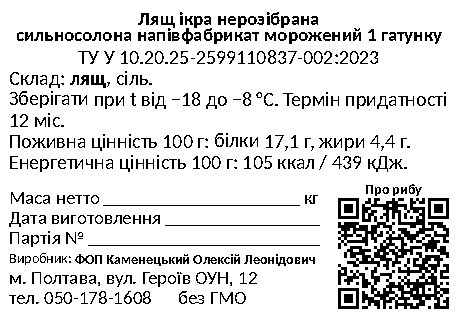 Лящ ікра нерозібрана
сильносолона напівфабрикат морожений 1 гатунку
ТУ У 10.20.25-2599110837-002:2023
Склад: лящ, сіль.
Зберігати при t від −18 до −8 °С. Термін придатності
12 міс.
Поживна цінність 100 г: білки 17,1 г, жири 4,4 г.
Енергетична цінність 100 г: 105 ккал / 439 кДж.
Маса нетто ____________________ кг
Дата виготовлення ________________
Партія № ________________________
Про рибу
Виробник: ФОП Каменецький Олексій Леонідович
м. Полтава, вул. Героїв ОУН, 12
тел. 050-178-1608 без ГМО